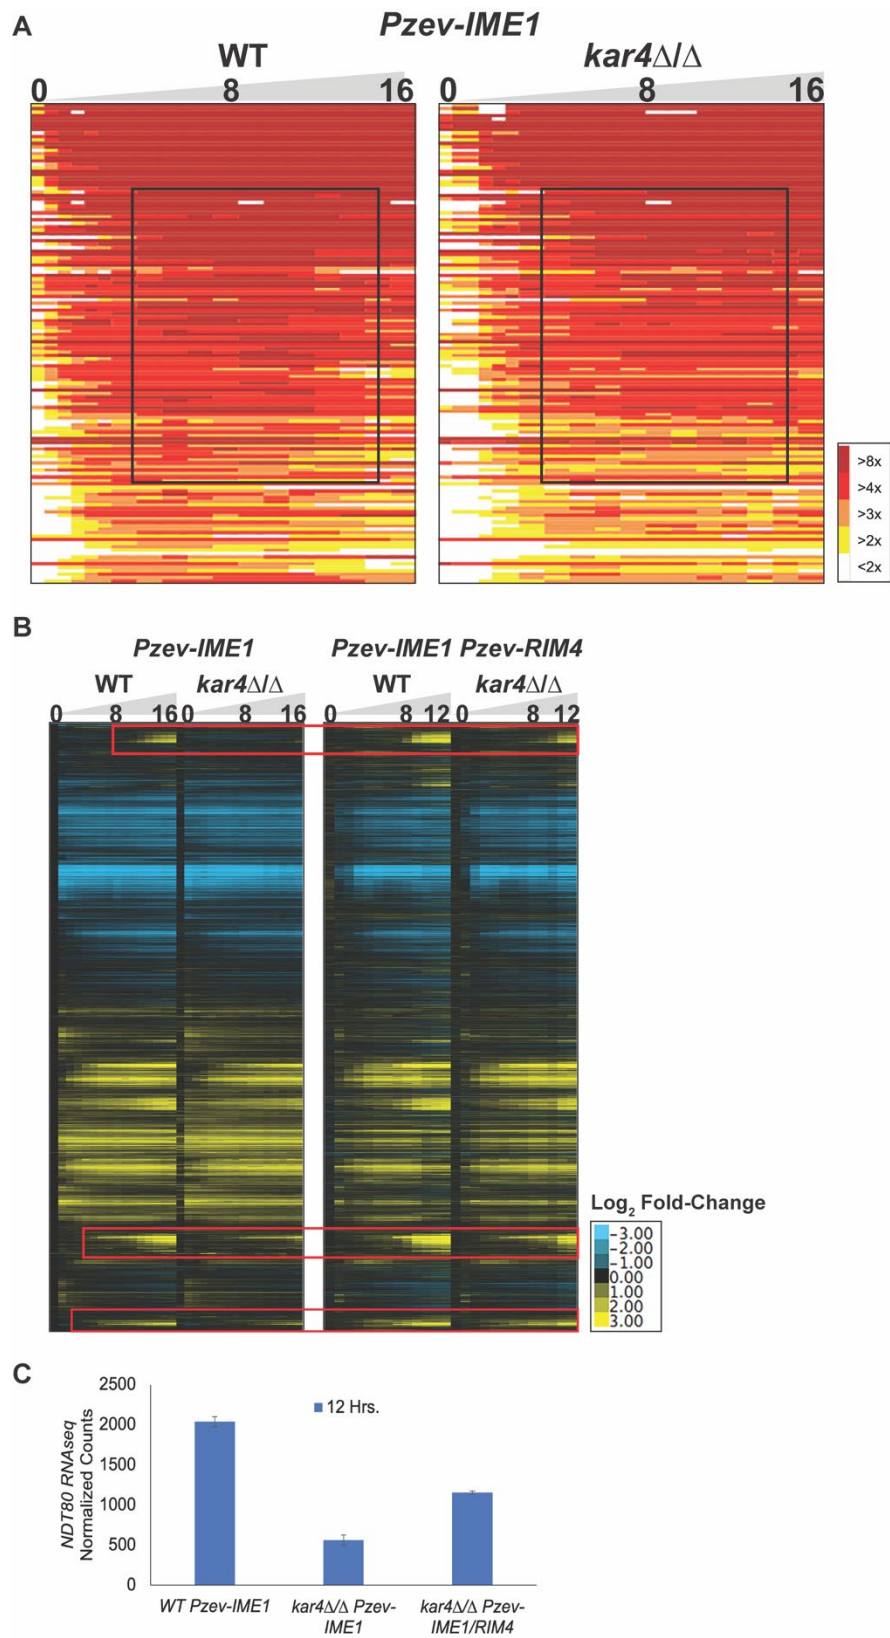 A
Pzev-IME1
WT kar4Δ/Δ
0 8 16 0 8 16
>8x
>4x
>3x
>2x
<2x
B
Pzev-IME1 Pzev-IME1 Pzev-RIM4
WT kar4Δ/Δ WT kar4Δ/Δ
0 8 16 0 8 16 0 8 12 0 8 12
Log2 Fold-Change
-3.00
-2.00
-1.00
0.00
1.00
2.00
3.00
C
2500
2000
1500
1000
500
0
NDT80 RNAseq
Normalized Counts
12 Hrs.
WT Pzev-IME1 kar4Δ/Δ Pzev- kar4Δ/Δ Pzev-
IME1 IME1/RIM4